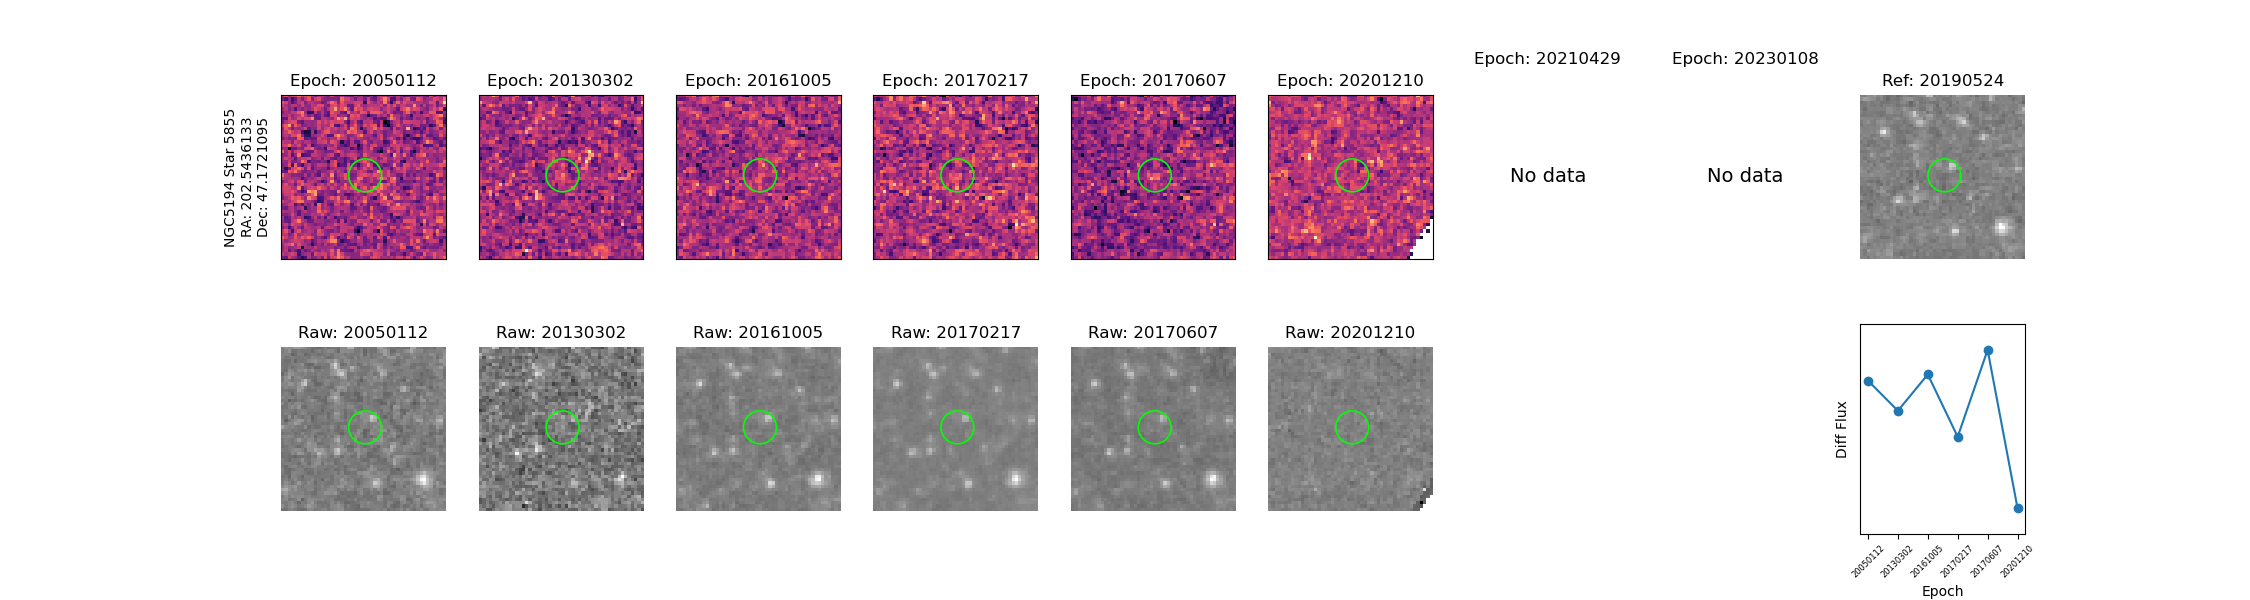 Epoch: 20050112
Epoch: 20130302
Epoch: 20161005
Epoch: 20170217
Epoch: 20170607
Epoch: 20201210
Epoch: 20210429
Epoch: 20230108
Ref: 20190524
NGC5194 Star 5855
RA: 202.5436133
Dec: 47.1721095
No data
No data
Raw: 20050112
Raw: 20130302
Raw: 20161005
Raw: 20170217
Raw: 20170607
Raw: 20201210
Diff Flux
20050112
20130302
20161005
20170217
20170607
20201210
Epoch